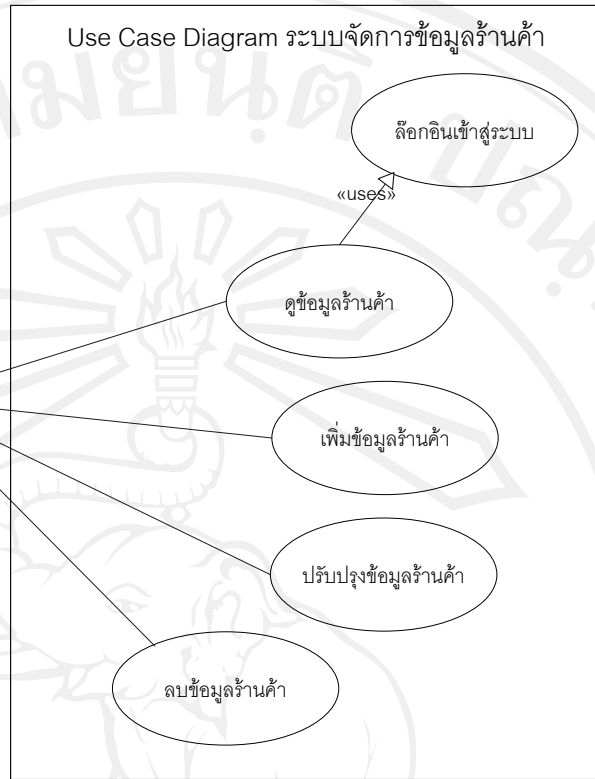 Use Case Diagram ระบบจัดการข้อมูลร้านค้า
ล๊อกอินเข้าสู่ระบบ
«uses»
ดูข้อมูลร้านค้า
เพิ่มข้อมูลร้านค้า
ปรับปรุงข้อมูลร้านค้า
ลบข้อมูลร้านค้า